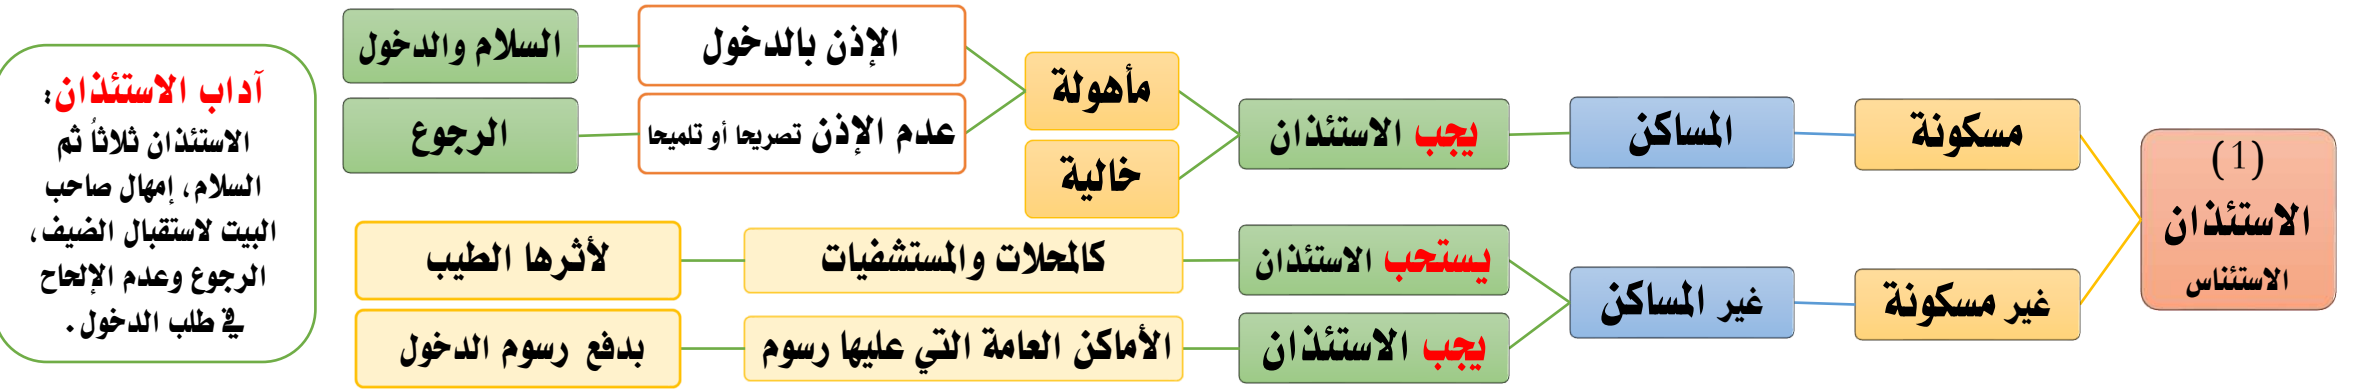 (1)
الاستئذان
الاستئناس
مسكونة
المساكن
يجب الاستئذان
مأهولة
الإذن بالدخول
السلام والدخول
عدم الإذن تصريحا أو تلميحا
الرجوع
خالية
غير مسكونة
غير المساكن
يستحب الاستئذان
كالمحلات والمستشفيات
لأثرها الطيب
يجب الاستئذان
الأماكن العامة التي عليها رسوم
بدفع رسوم الدخول
آداب الاستئذان:
الاستئذان ثلاثاً ثم
السلام، إمهال صاحب
البيت لاستقبال الضيف،
الرجوع وعدم الإلحاح
في طلب الدخول.